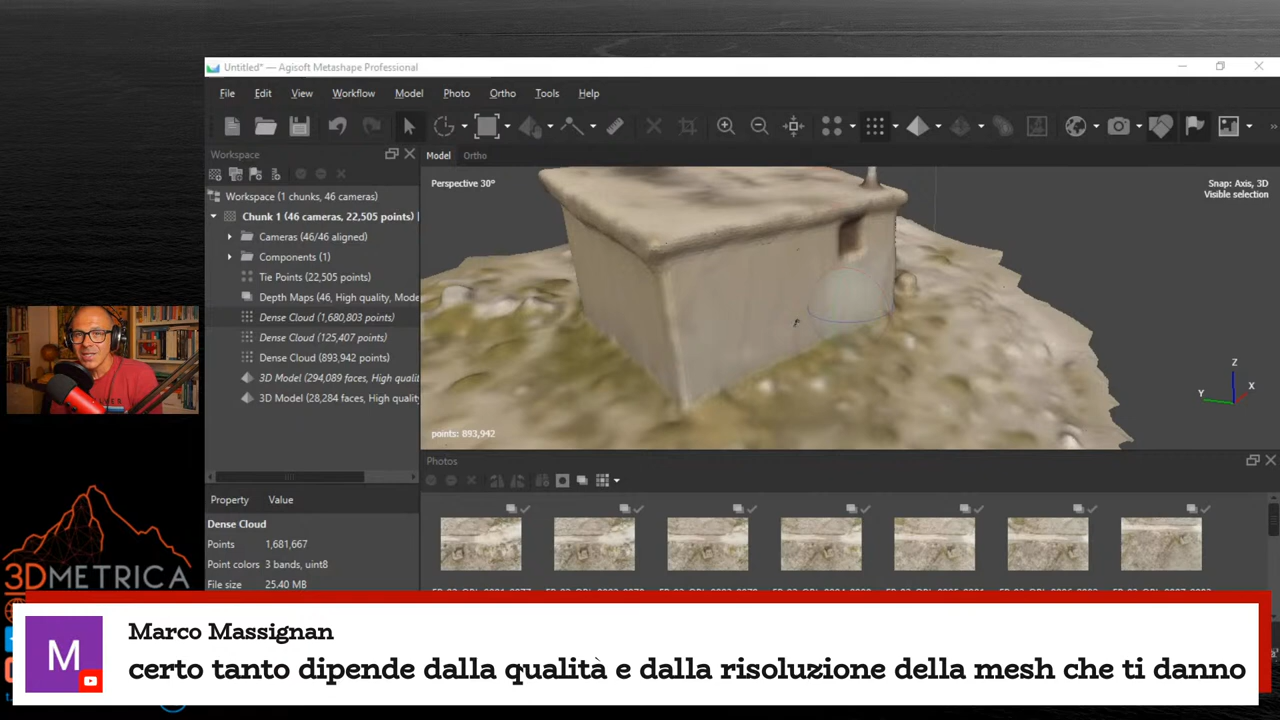 Untitled* — Agisoft Metashape Professional
File Edit View Workflow Model Photo Ortho Tools Help
Workspace
Model Ortho
Perspective 30°
Snap: Axis, 3D
Visible selection
Workspace (1 chunks, 46 cameras)
Chunk 1 (46 cameras, 22,505 points)
Cameras (46/46 aligned)
Components (1)
Tie Points (22,505 points)
Depth Maps (46, High quality, Mode
Dense Cloud (1,680,803 points)
Dense Cloud (125,407 points)
Dense Cloud (893,942 points)
3D Model (294,089 faces, High qualit
3D Model (28,284 faces, High quality
Z
X
Y
points: 893,942
Photos
Property Value
Dense Cloud
Points 1,681,667
Point colors 3 bands, uint8
File size 25.40 MB
3DMETRICA
M
Marco Massignan
certo tanto dipende dalla qualità e dalla risoluzione della mesh che ti danno